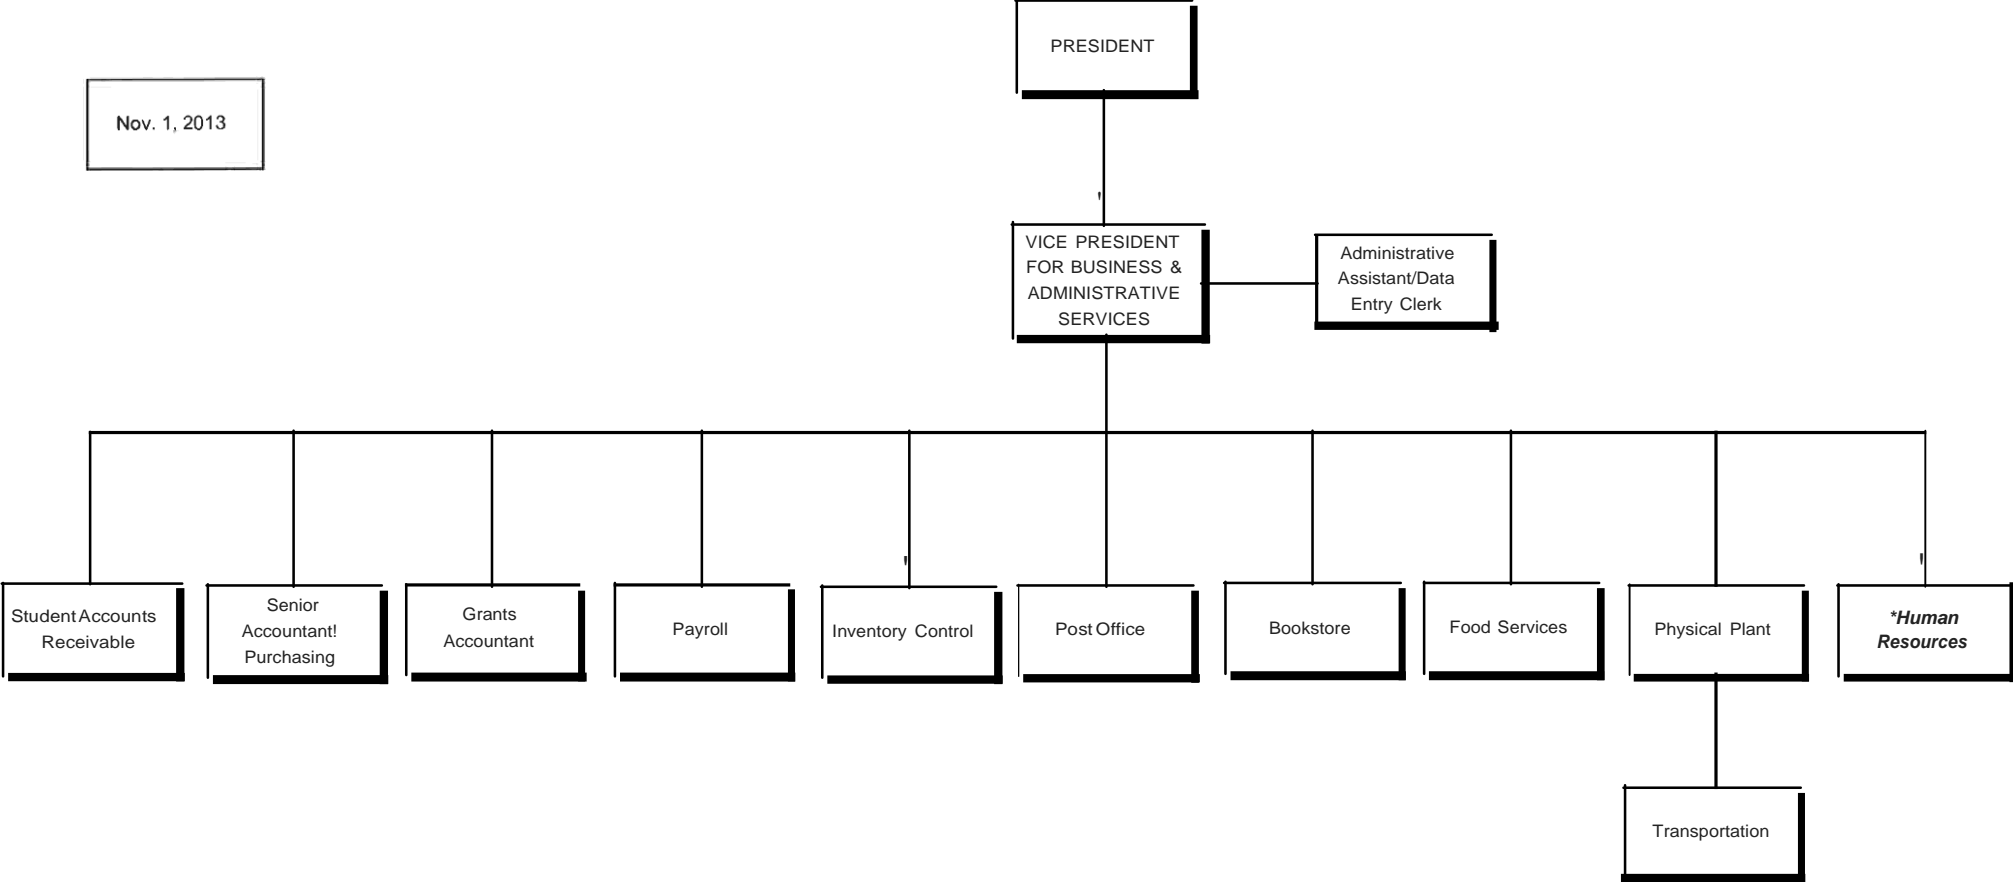 PRESIDENT
Nov. 1, 2013
VICE PRESIDENT
FOR BUSINESS &
ADMINISTRATIVE
SERVICES
Administrative
Assistant/Data
Entry Clerk
Student Accounts
Receivable
Senior
Accountant!
Purchasing
Grants
Accountant
Payroll
Inventory Control
Post Office
Bookstore
Food Services
Physical Plant
*Human
Resources
Transportation